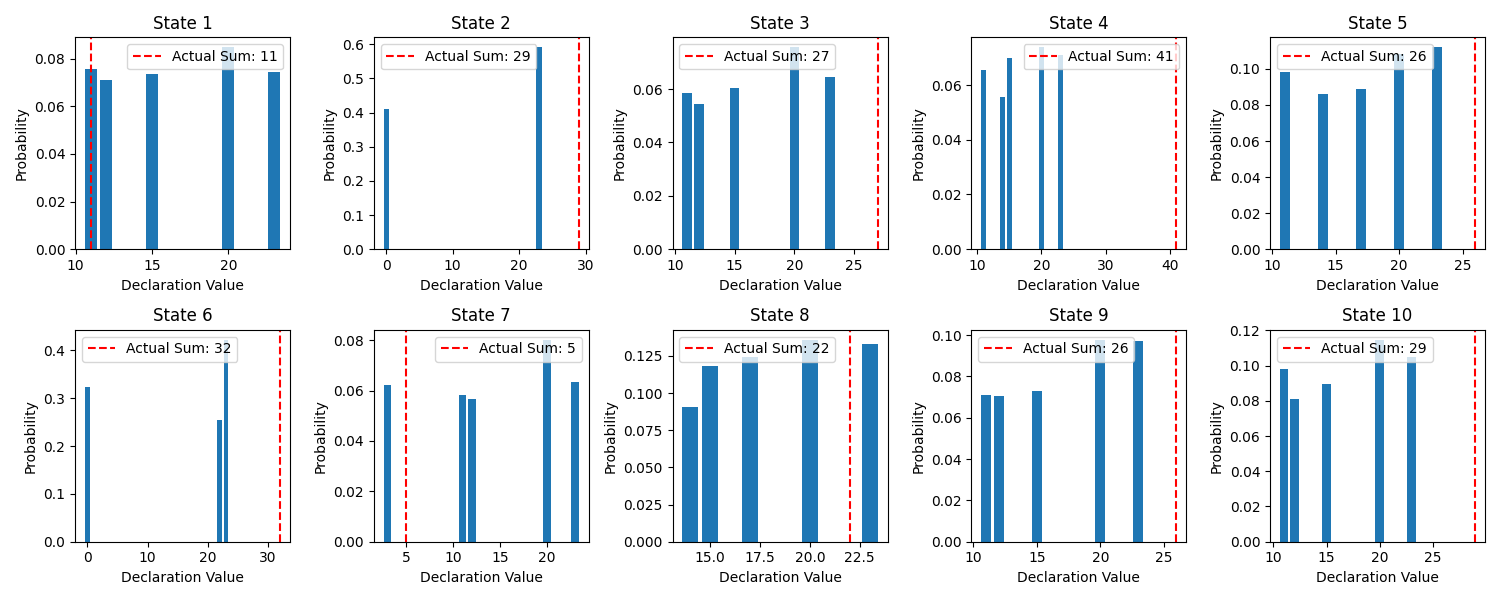 State 1
State 2
State 3
State 4
State 5
Actual Sum: 11
Actual Sum: 29
Actual Sum: 27
Actual Sum: 41
Actual Sum: 26
Probability
0.08
0.06
0.04
0.02
0.00
10
15
20
Declaration Value
Probability
0.6
0.5
0.4
0.3
0.2
0.1
0.0
0
10
20
30
Declaration Value
Probability
0.06
0.04
0.02
0.00
10
15
20
25
Declaration Value
Probability
0.06
0.04
0.02
0.00
10
20
30
40
Declaration Value
Probability
0.10
0.08
0.06
0.04
0.02
0.00
10
15
20
25
Declaration Value
State 6
State 7
State 8
State 9
State 10
Actual Sum: 32
Actual Sum: 5
Actual Sum: 22
Actual Sum: 26
Actual Sum: 29
Probability
0.4
0.3
0.2
0.1
0.0
0
10
20
30
Declaration Value
Probability
0.08
0.06
0.04
0.02
0.00
5
10
15
20
Declaration Value
Probability
0.125
0.100
0.075
0.050
0.025
0.000
15.0
17.5
20.0
22.5
Declaration Value
Probability
0.10
0.08
0.06
0.04
0.02
0.00
10
15
20
25
Declaration Value
Probability
0.12
0.10
0.08
0.06
0.04
0.02
0.00
10
15
20
25
Declaration Value